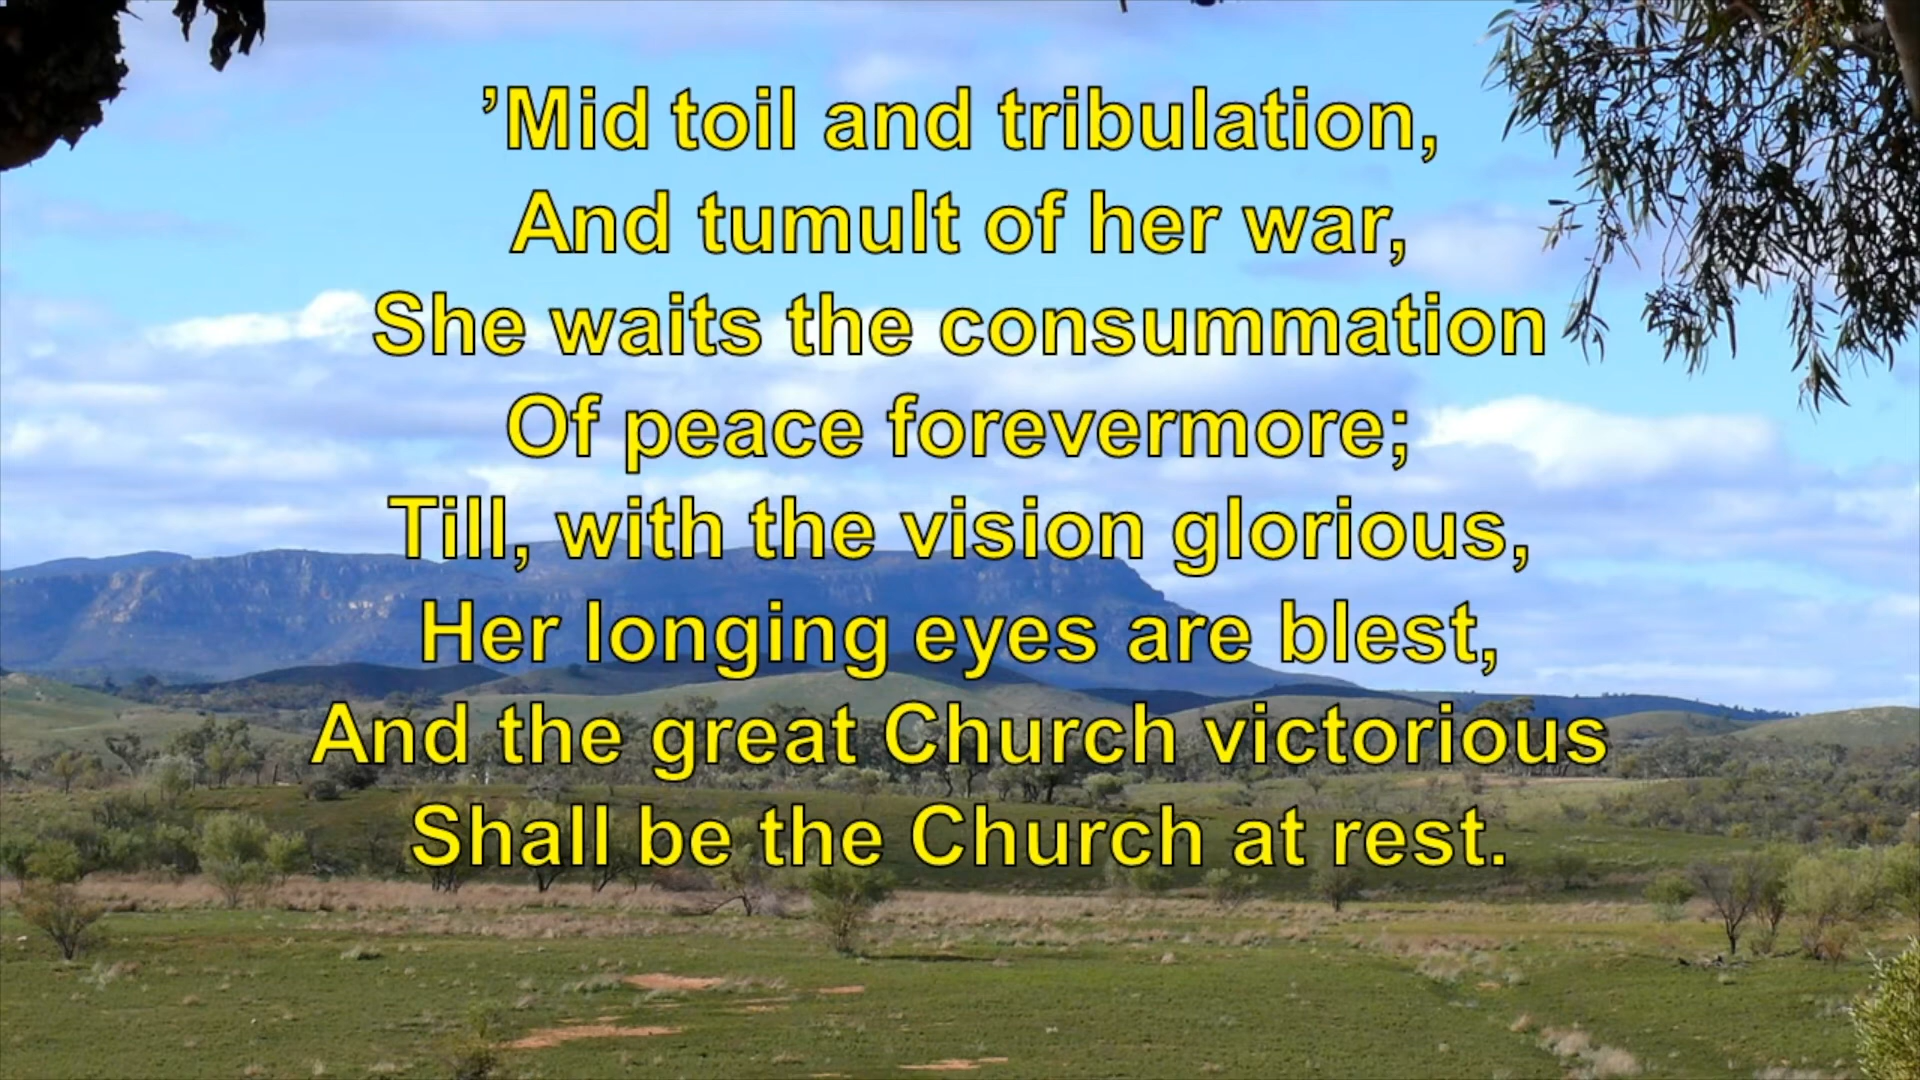 ’Mid toil and tribulation,
And tumult of her war,
She waits the consummation
Of peace forevermore;
Till, with the vision glorious,
Her longing eyes are blest,
And the great Church victorious
Shall be the Church at rest.